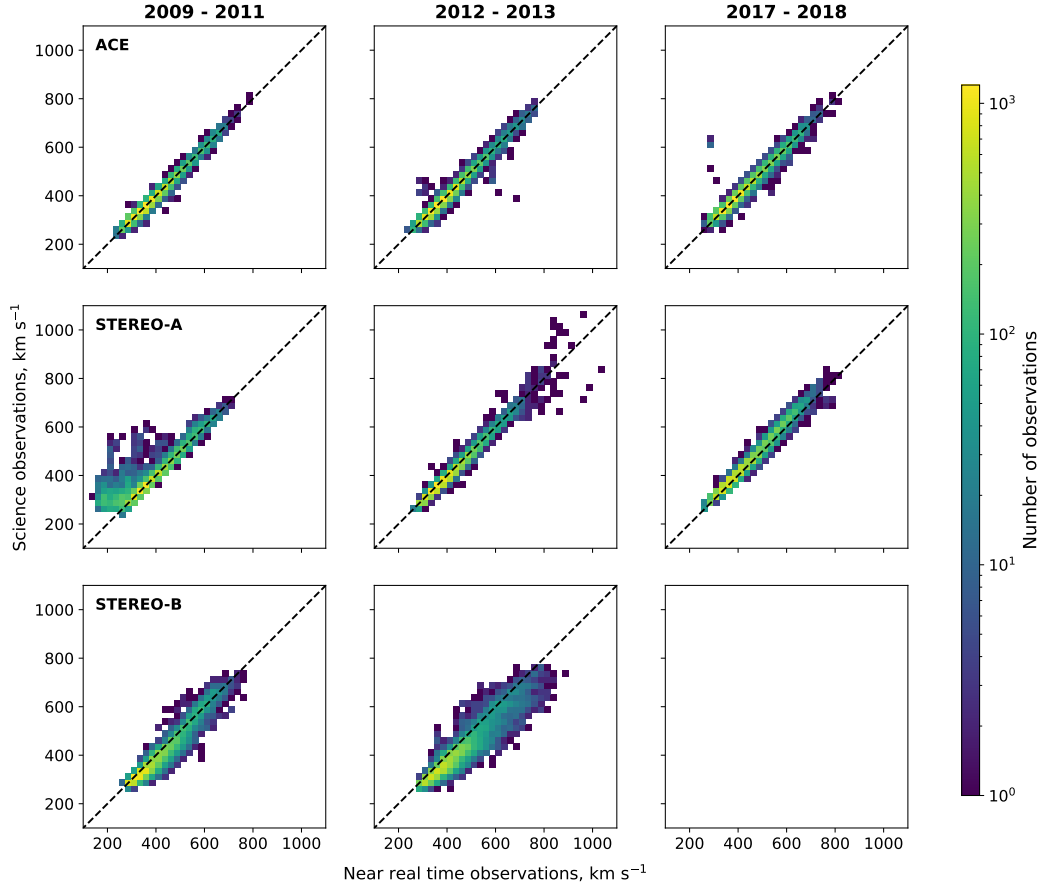 2009 - 2011 2012 - 2013 2017 - 2018
ACE
1000
800
600
400
200
STEREO-A
1000
800
600
400
200
STEREO-B
1000
800
600
400
200
200 400 600 800 1000 200 400 600 800 1000 200 400 600 800 1000
Science observations, km s⁻¹
Near real time observations, km s⁻¹
10³
10²
10¹
10⁰
Number of observations